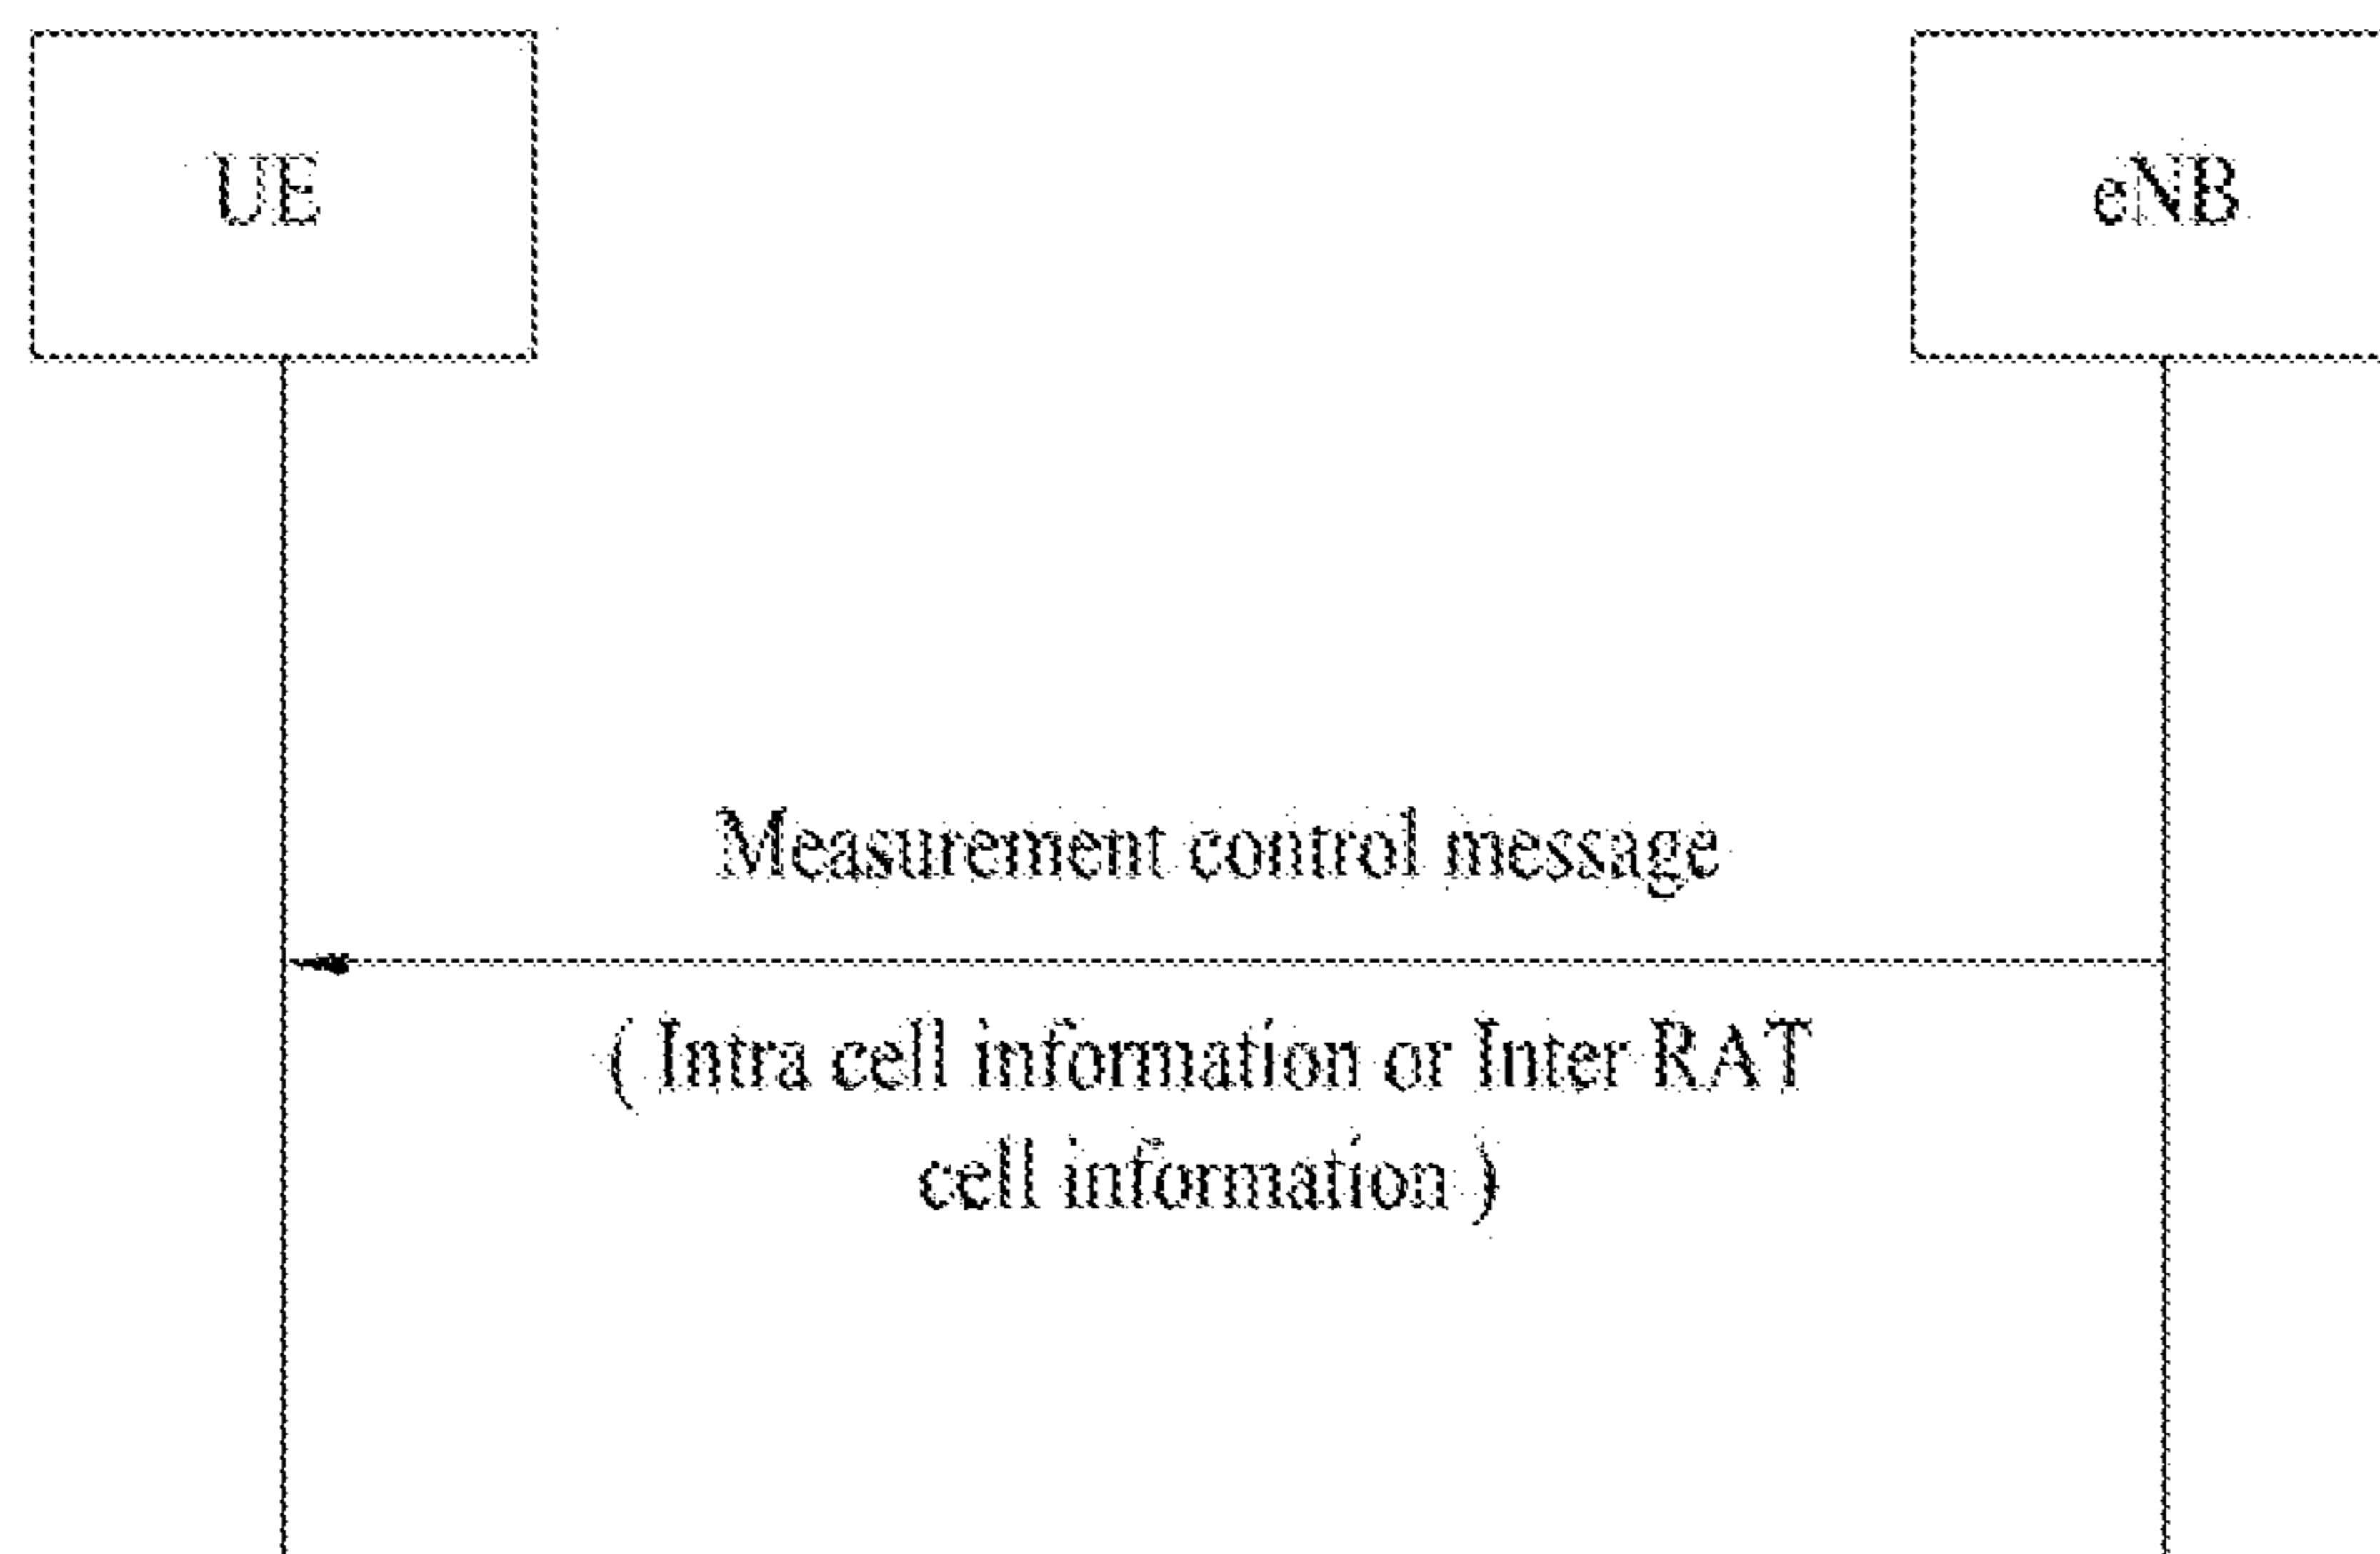 UE
eNB
Measurement control message
( Intra cell information or Inter RAT
cell information )